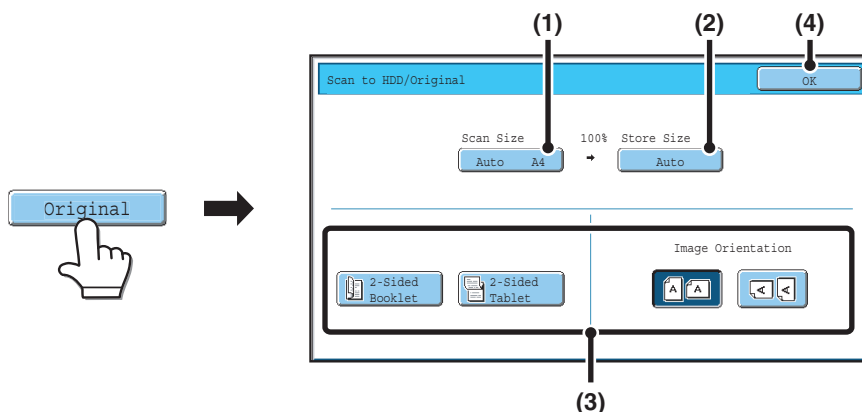 (1)
(2)
(4)
Scan to HDD/Original
OK
Scan Size
100%
Store Size
Auto A4
Auto
Original
2-Sided
Booklet
2-Sided
Tablet
Image Orientation
A A
A A
(3)